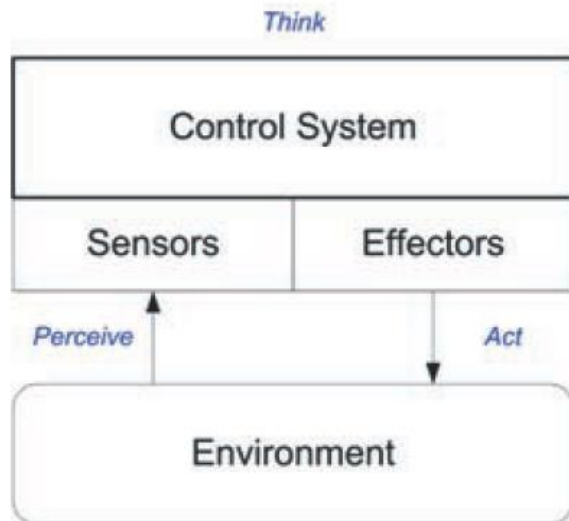 Think
Control System
Sensors
Effectors
Perceive
Act
Environment